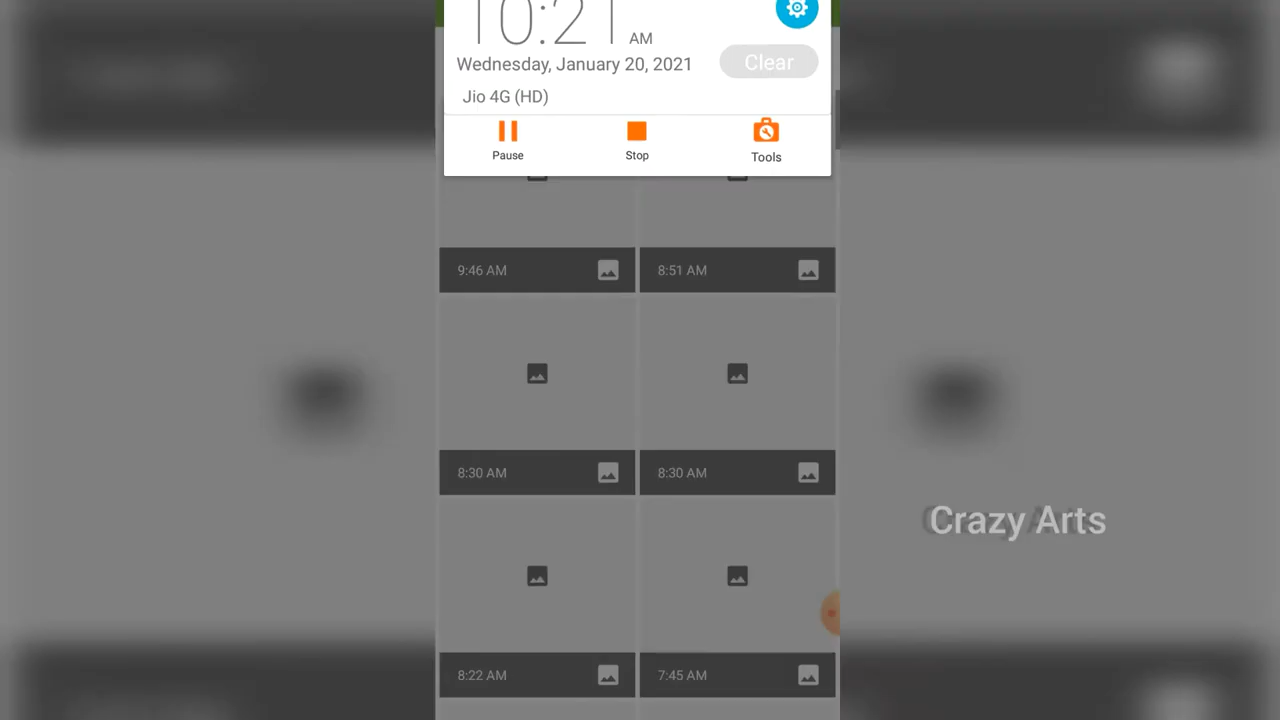 10:21 AM
Wednesday, January 20, 2021
Clear
Jio 4G (HD)
Pause
Stop
Tools
9:46 AM
8:51 AM
8:30 AM
8:30 AM
Crazy Arts
8:22 AM
7:45 AM